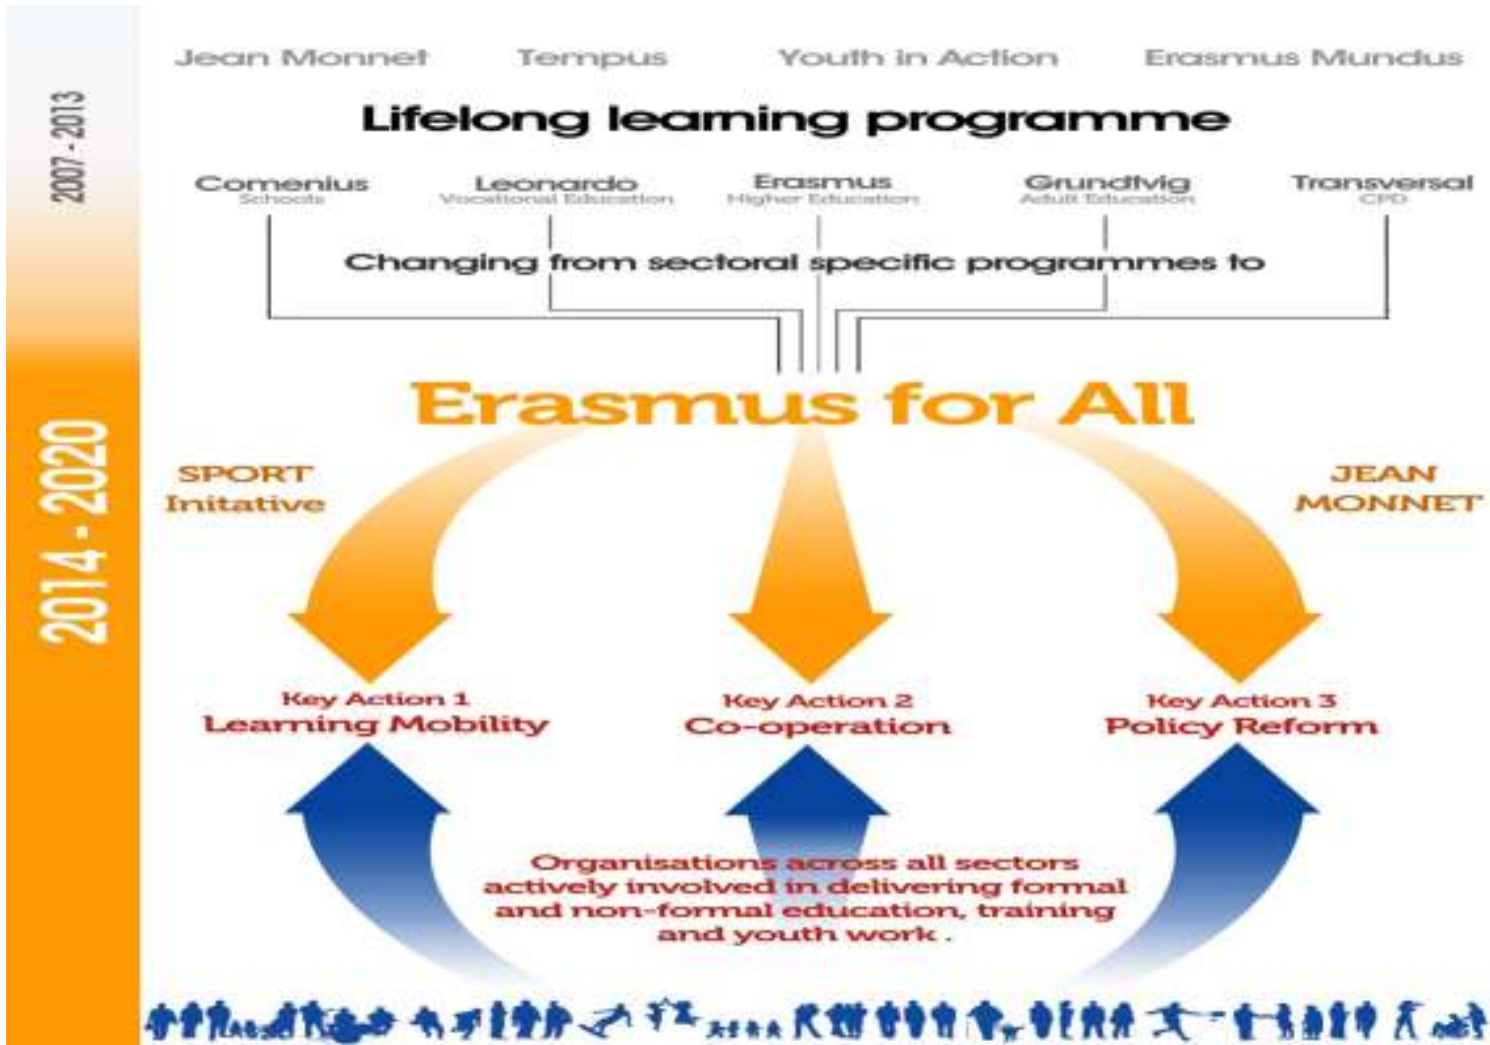 2007 - 2013
Jean Monnet Tempus Youth in Action Erasmus Mundus
Lifelong learning programme
Comenius Leonardo Erasmus Grundtvig Transversal
Schools Vocational Education Higher Education Adult Education CPD
Changing from sectoral specific programmes to
Erasmus for All
2014 - 2020
SPORT
Initative
JEAN
MONNET
Key Action 1
Learning Mobility
Key Action 2
Co-operation
Key Action 3
Policy Reform
Organisations across all sectors
actively involved in delivering formal
and non-formal education, training
and youth work .